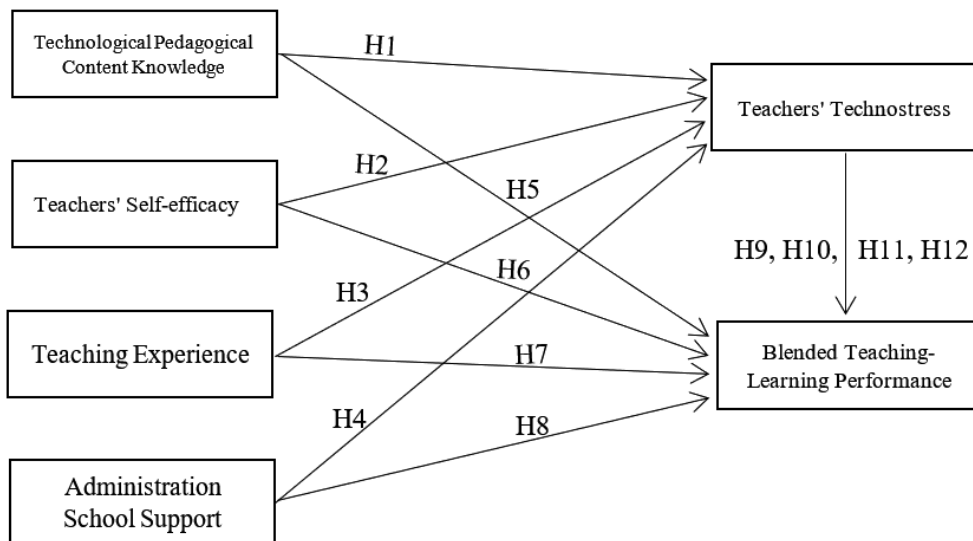 Technological Pedagogical
Content Knowledge
H1
Teachers' Technostress
Teachers' Self-efficacy
H2
H5
H9, H10,
H11, H12
H6
H3
Teaching Experience
H7
Blended Teaching-
Learning Performance
H4
H8
Administration
School Support